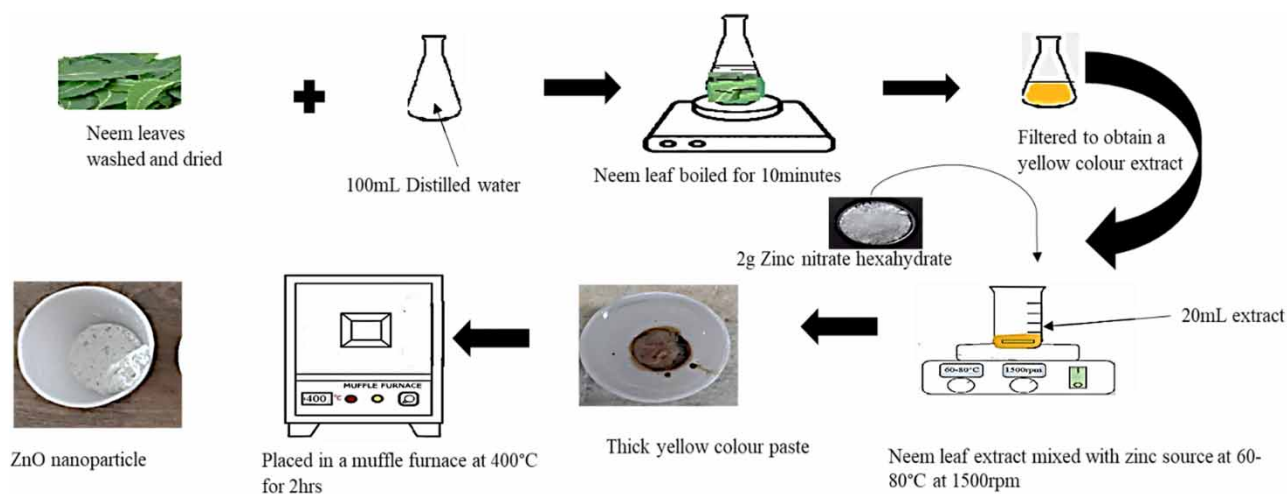 Neem leaves
washed and dried
100mL Distilled water
Neem leaf boiled for 10minutes
Filtered to obtain a
yellow colour extract
2g Zinc nitrate hexahydrate
20mL extract
60-80°C
1500rpm
Neem leaf extract mixed with zinc source at 60-
80°C at 1500rpm
Thick yellow colour paste
MUFFLE FURNACE
400 °C
Placed in a muffle furnace at 400°C
for 2hrs
ZnO nanoparticle